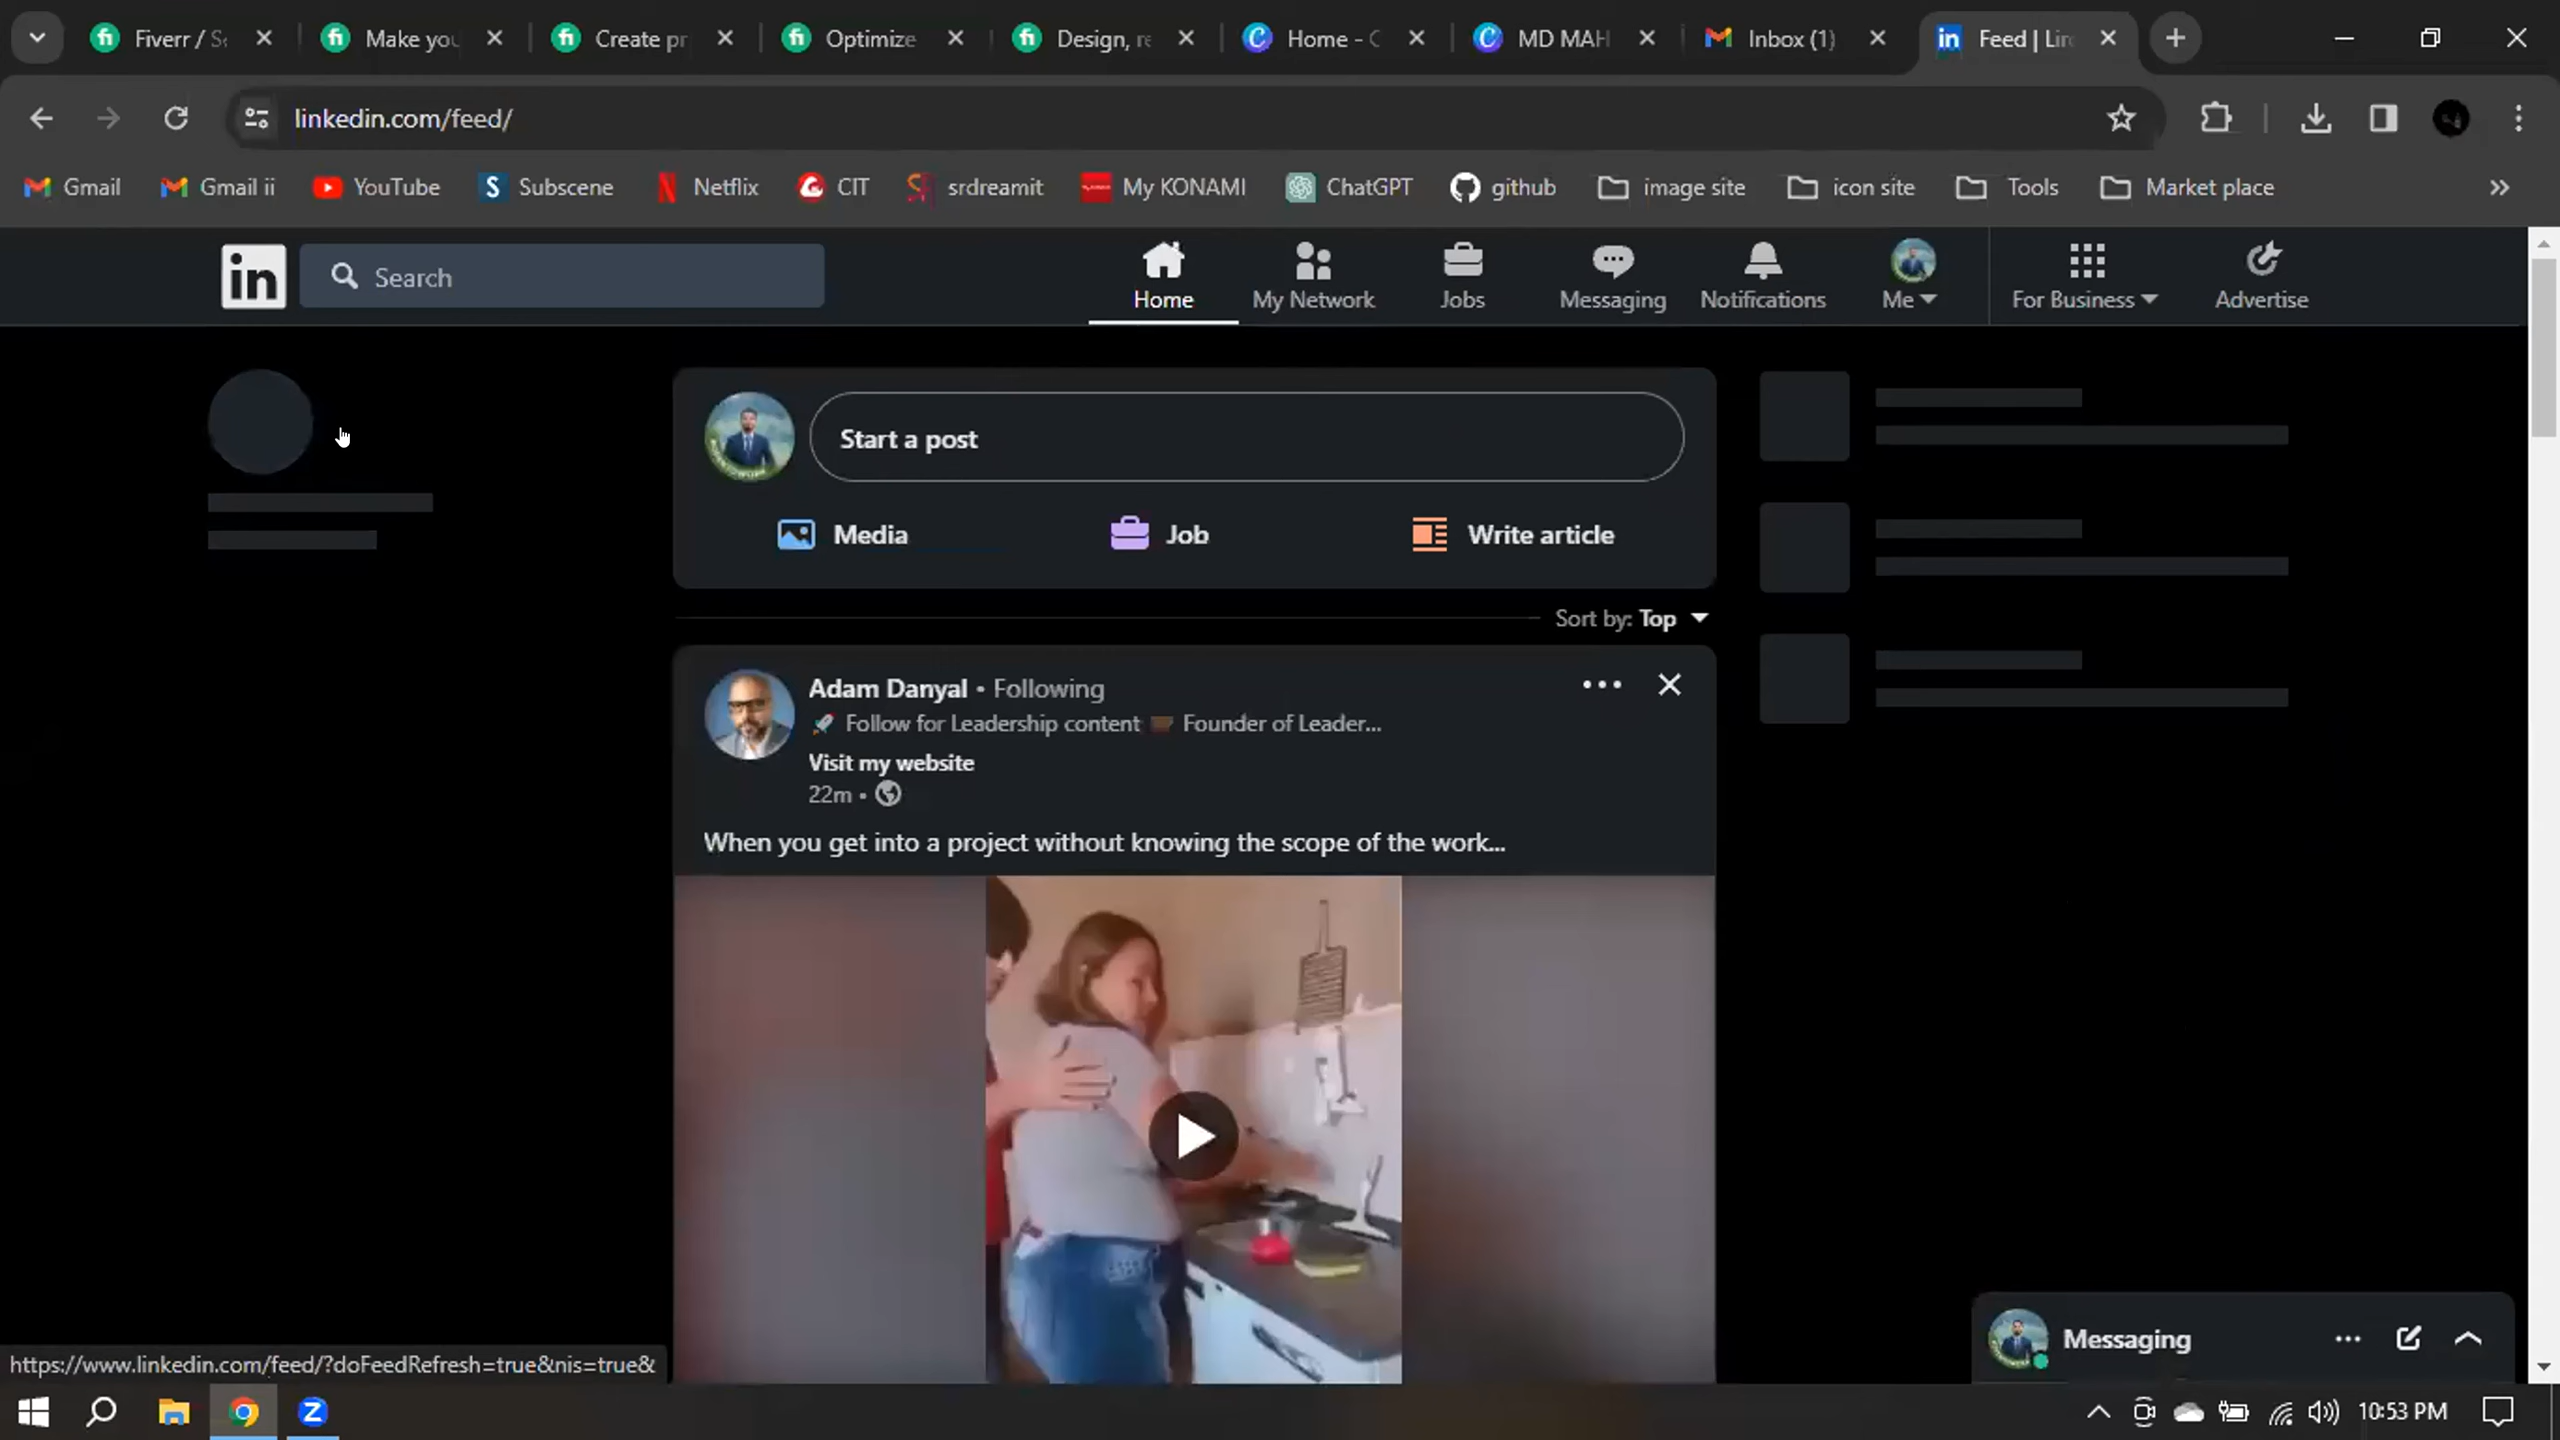 Fiverr / Se
Make you
Create pr
Optimize
Design, re
Home - C
MD MAH
Inbox (1)
Feed | Lin
linkedin.com/feed/
Gmail
Gmail ii
YouTube
Subscene
Netflix
CIT
srdreamit
My KONAMI
ChatGPT
github
image site
icon site
Tools
Market place
in
Search
Home
My Network
Jobs
Messaging
Notifications
Me
For Business
Advertise
Start a post
Media
Job
Write article
Sort by: Top
Adam Danyal • Following
Follow for Leadership content Founder of Leader...
Visit my website
22m •
When you get into a project without knowing the scope of the work...
Messaging
https://www.linkedin.com/feed/?doFeedRefresh=true&nis=true&
10:53 PM